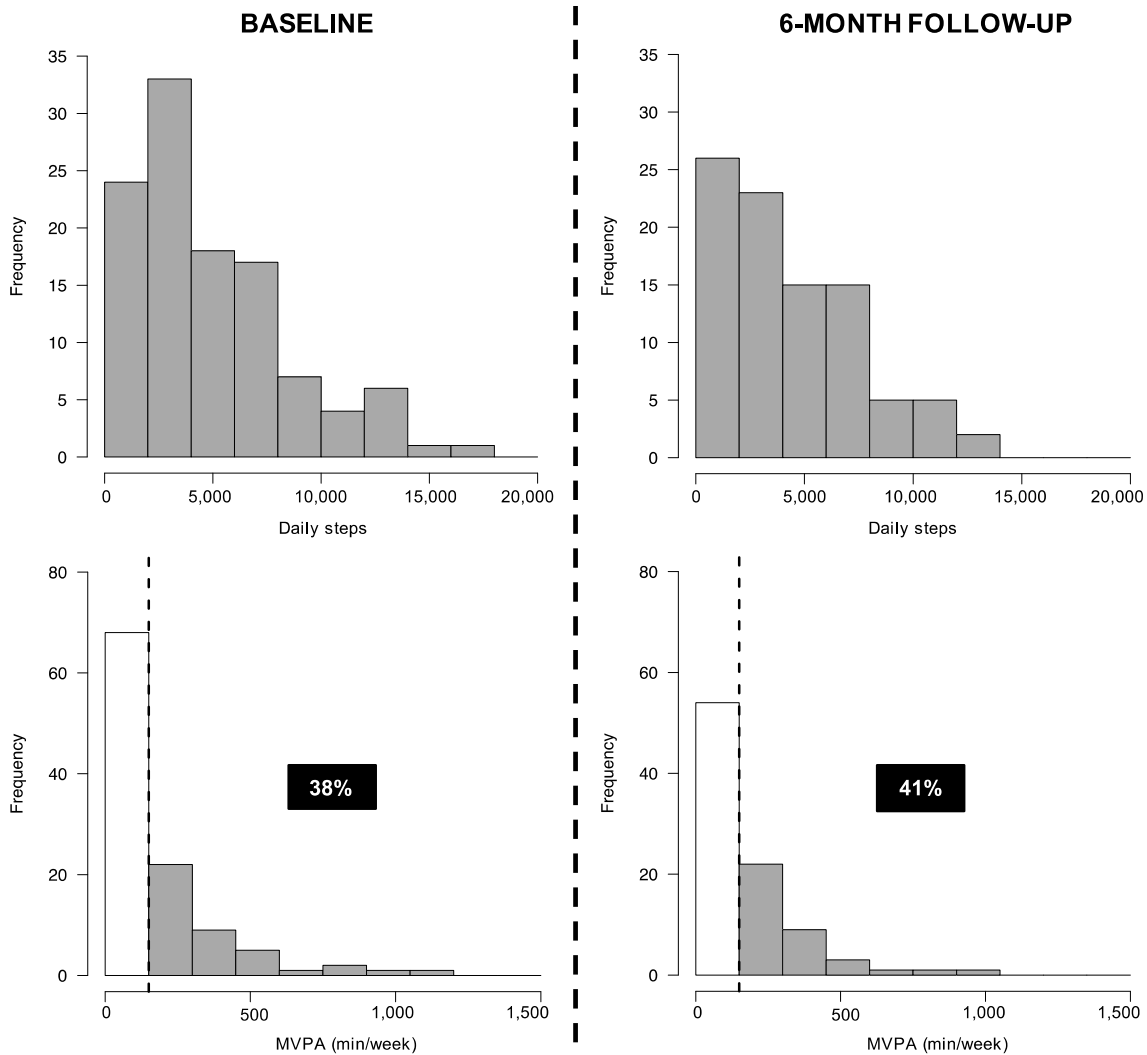 BASELINE
35
30
25
20
15
10
5
0
Frequency
0 5,000 10,000 15,000 20,000
Daily steps
80
60
40
20
0
Frequency
38%
0 500 1,000 1,500
MVPA (min/week)
6-MONTH FOLLOW-UP
35
30
25
20
15
10
5
0
Frequency
0 5,000 10,000 15,000 20,000
Daily steps
80
60
40
20
0
Frequency
41%
0 500 1,000 1,500
MVPA (min/week)